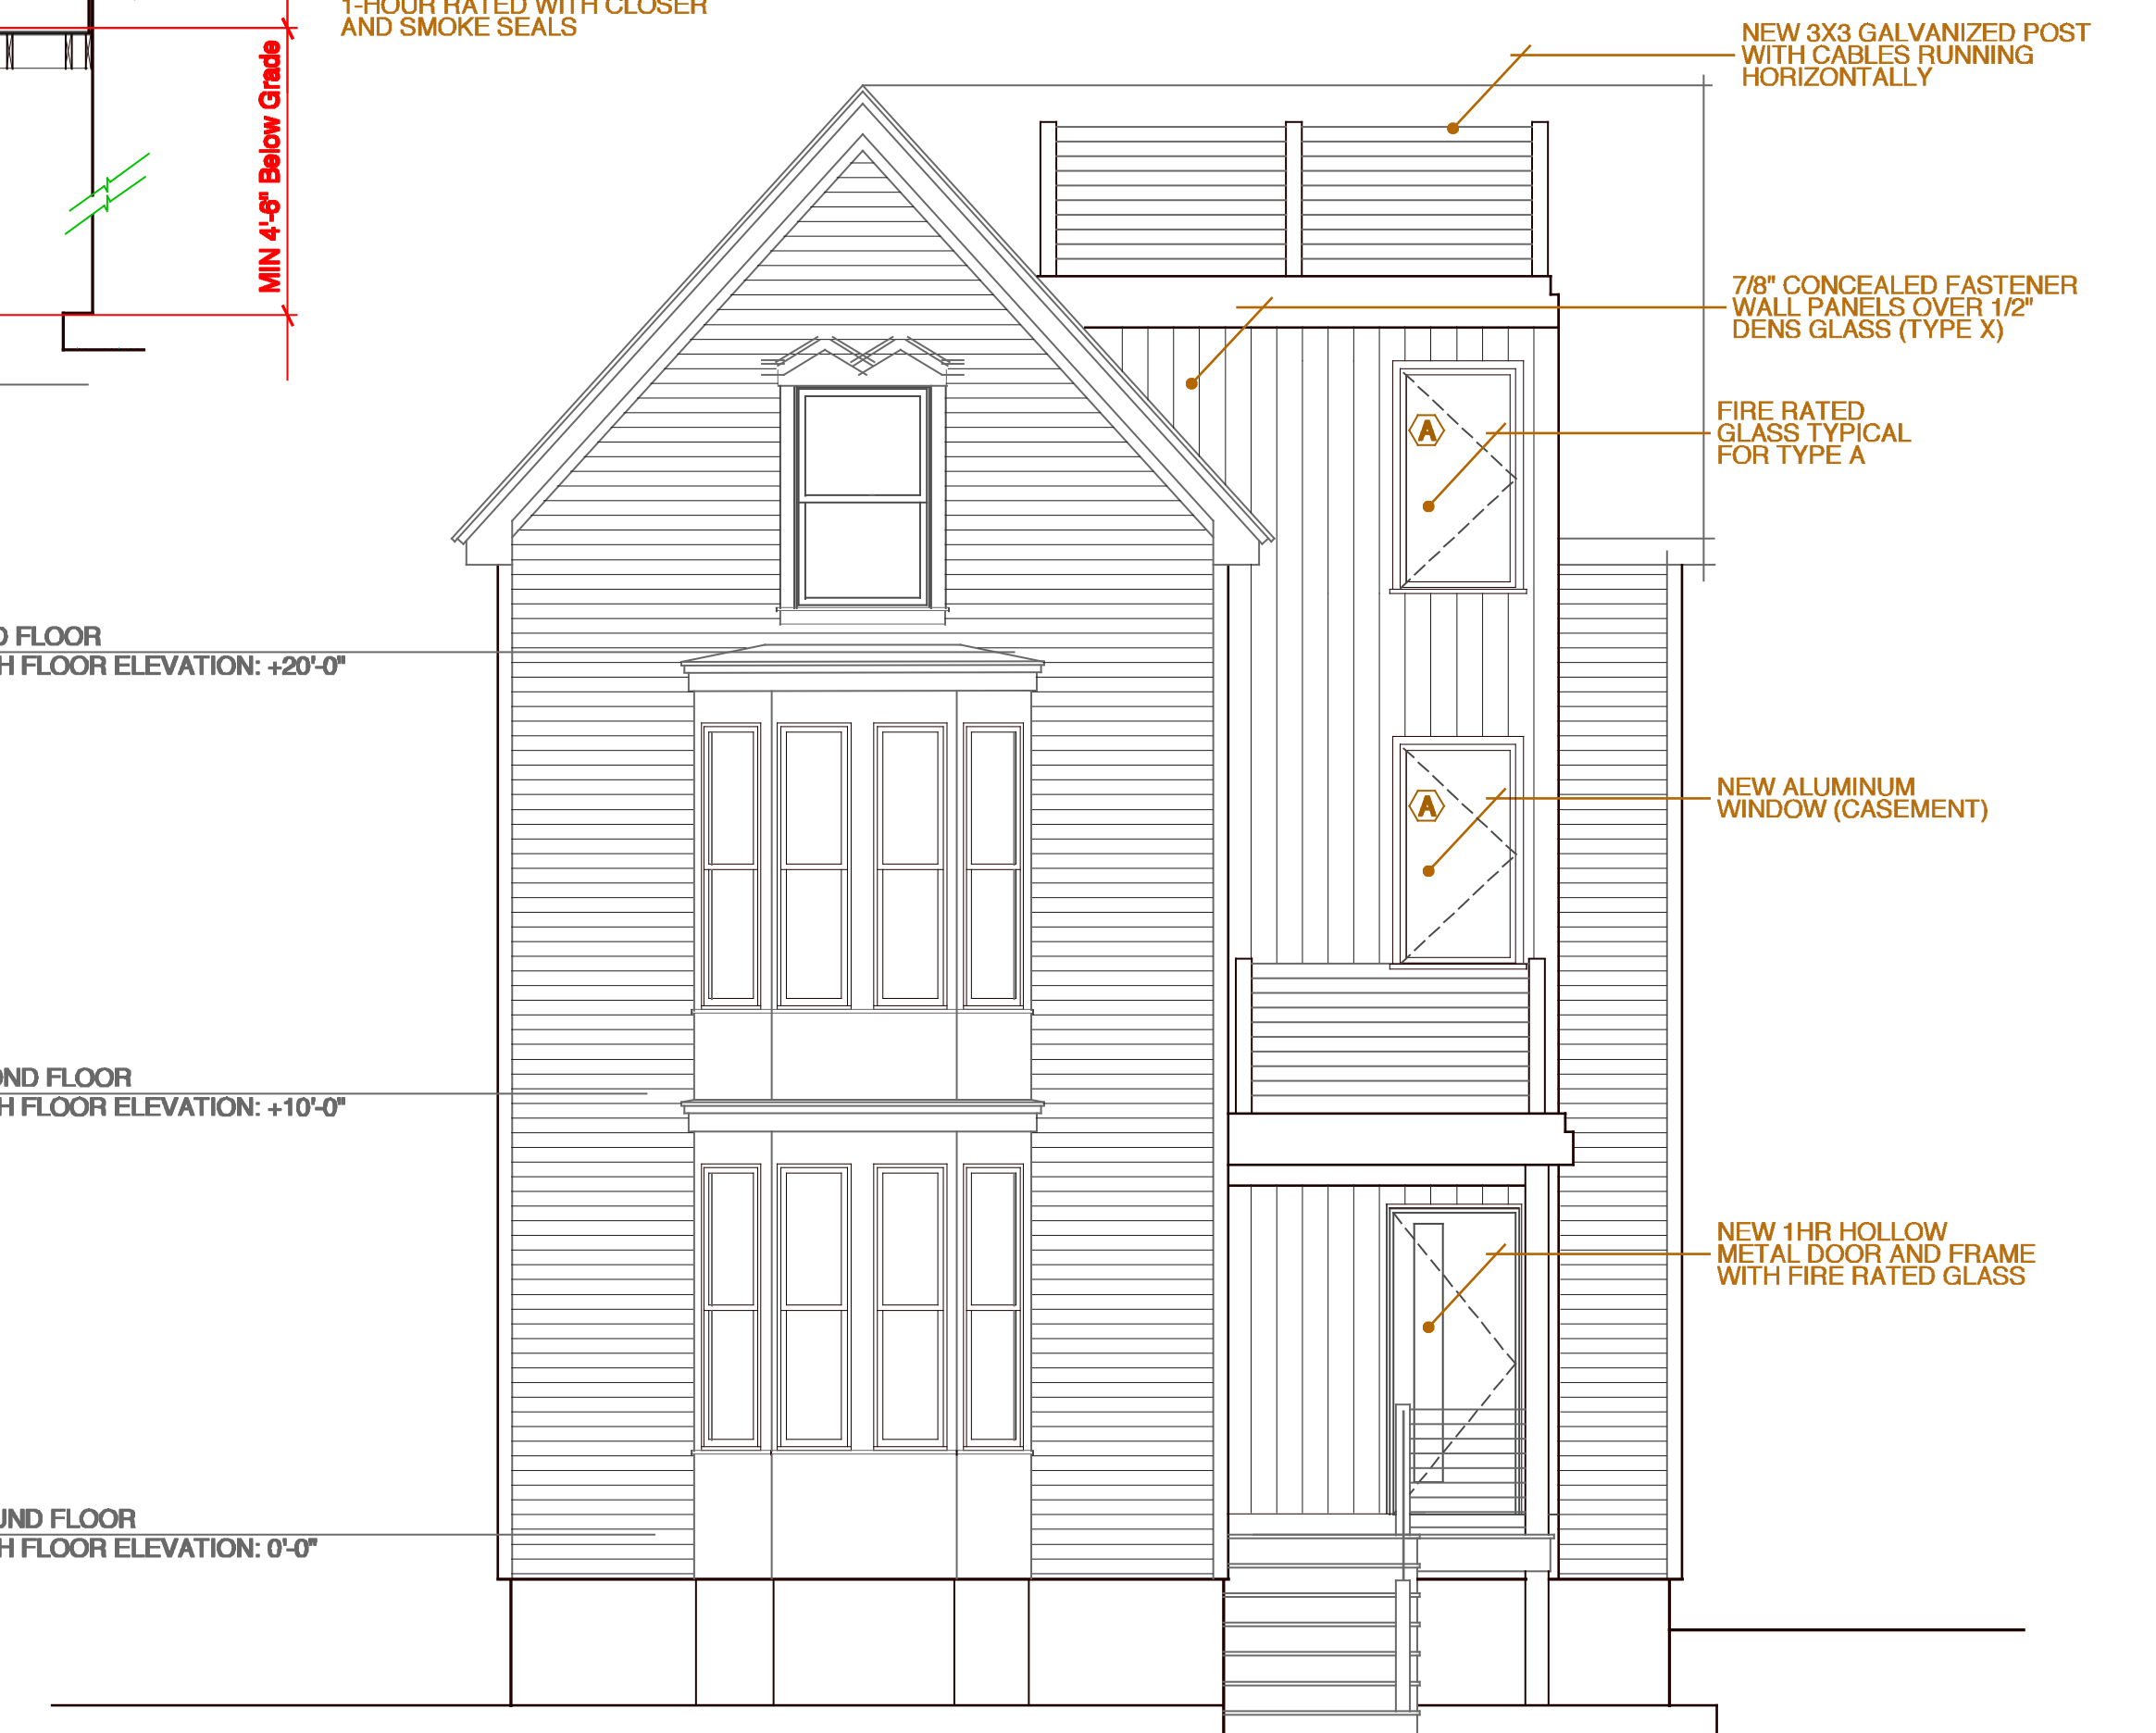 1-HOUR RATED WITH CLOSER
AND SMOKE SEALS
MIN 4'-6" Below Grade
NEW 3X3 GALVANIZED POST
WITH CABLES RUNNING
HORIZONTALLY
7/8" CONCEALED FASTENER
WALL PANELS OVER 1/2"
DENS GLASS (TYPE X)
FIRE RATED
GLASS TYPICAL
FOR TYPE A
A
D FLOOR
H FLOOR ELEVATION: +20'-0"
NEW ALUMINUM
WINDOW (CASEMENT)
A
OND FLOOR
H FLOOR ELEVATION: +10'-0"
NEW 1HR HOLLOW
METAL DOOR AND FRAME
WITH FIRE RATED GLASS
UND FLOOR
H FLOOR ELEVATION: 0'-0"